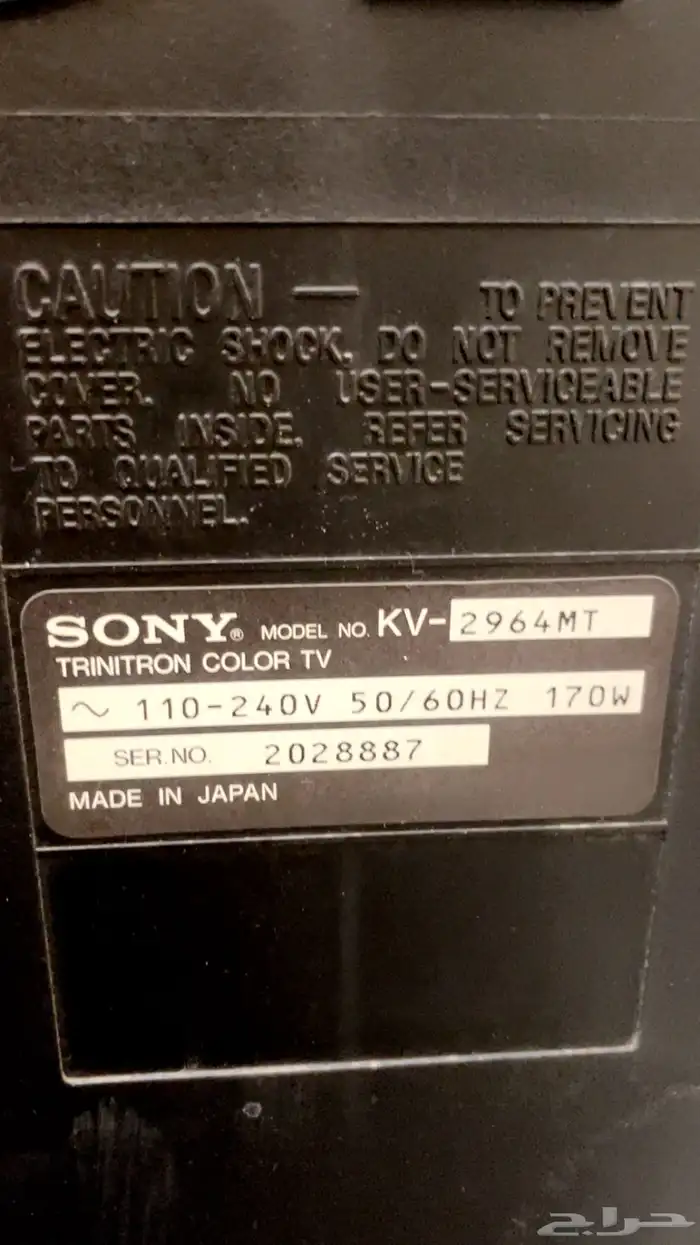 CAUTION — TO PREVENT
ELECTRIC SHOCK, DO NOT REMOVE
COVER. NO USER-SERVICEABLE
PARTS INSIDE. REFER SERVICING
TO QUALIFIED SERVICE
PERSONNEL.
SONY® MODEL NO. KV-2964MT
TRINITRON COLOR TV
~ 110-240V 50/60HZ 170W
SER.NO. 2028887
MADE IN JAPAN
حراج